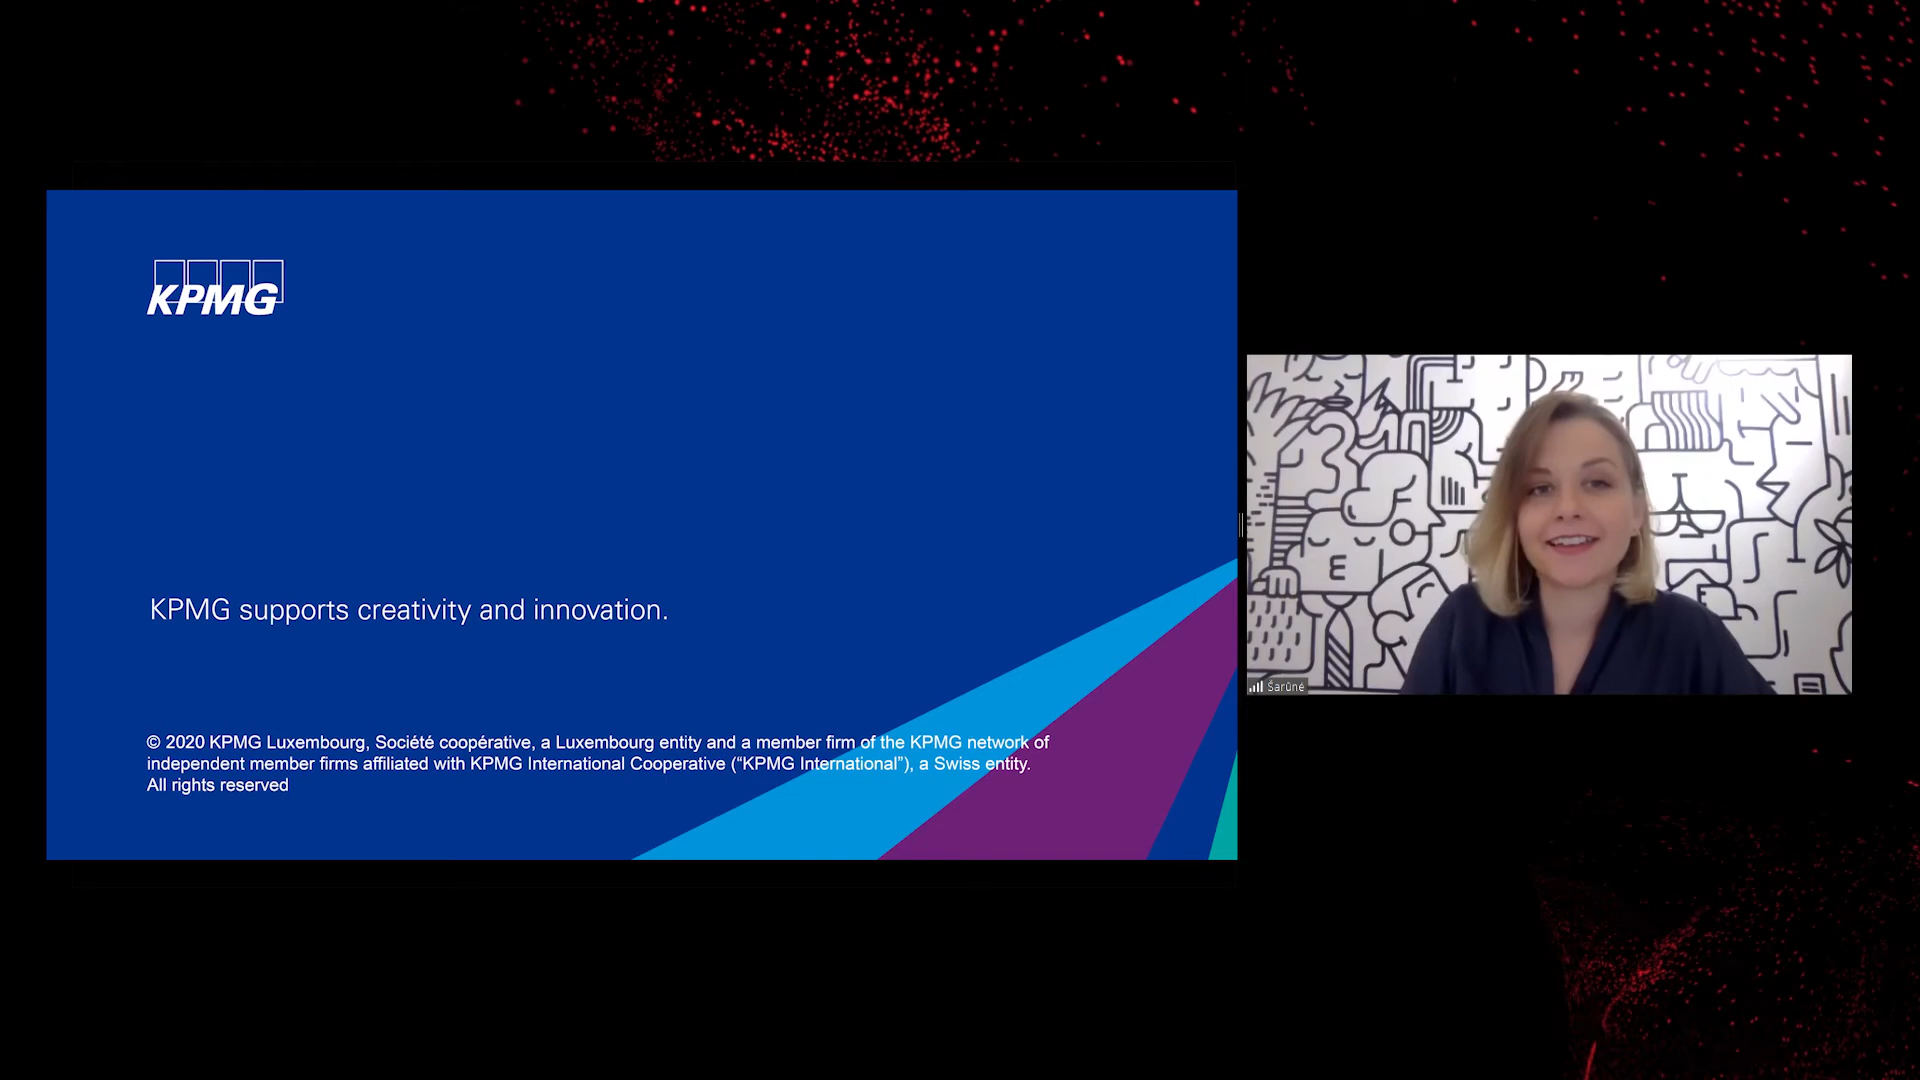 KPMG
KPMG supports creativity and innovation.
© 2020 KPMG Luxembourg, Société coopérative, a Luxembourg entity and a member firm of the KPMG network of
independent member firms affiliated with KPMG International Cooperative (“KPMG International”), a Swiss entity.
All rights reserved
Šarūnė